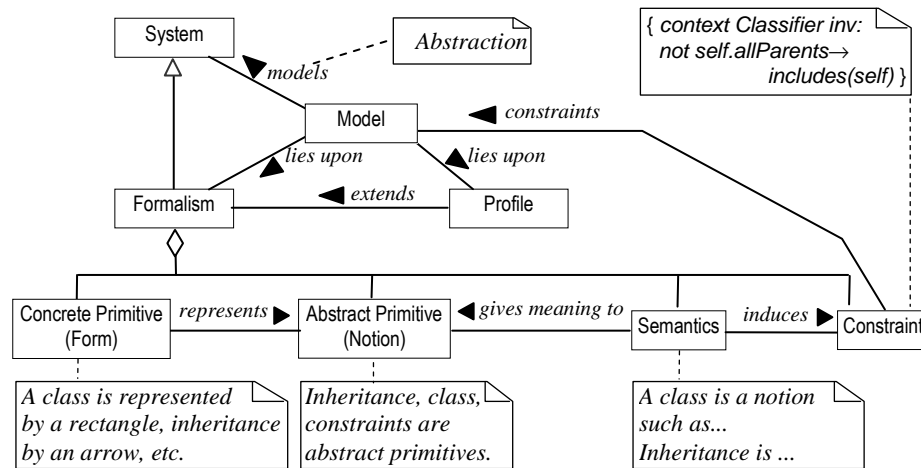 System
Abstraction
{ context Classifier inv:
not self.allParents→
includes(self) }
models
Model
constraints
lies upon
lies upon
Formalism
extends
Profile
Concrete Primitive
(Form)
represents
Abstract Primitive
(Notion)
gives meaning to
Semantics
induces
Constraint
A class is represented
by a rectangle, inheritance
by an arrow, etc.
Inheritance, class,
constraints are
abstract primitives.
A class is a notion
such as...
Inheritance is ...